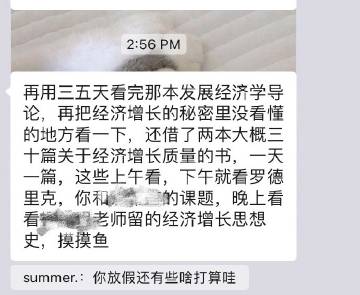 2:56 PM
再用三五天看完那本发展经济学导
论，再把经济增长的秘密里没看懂
的地方看一下，还借了两本大概三
十篇关于经济增长质量的书，一天
一篇，这些上午看，下午就看罗德
里克，你和的课题，晚上看
看老师留的经济增长思想
史，摸摸鱼
summer.：你放假还有些啥打算哇